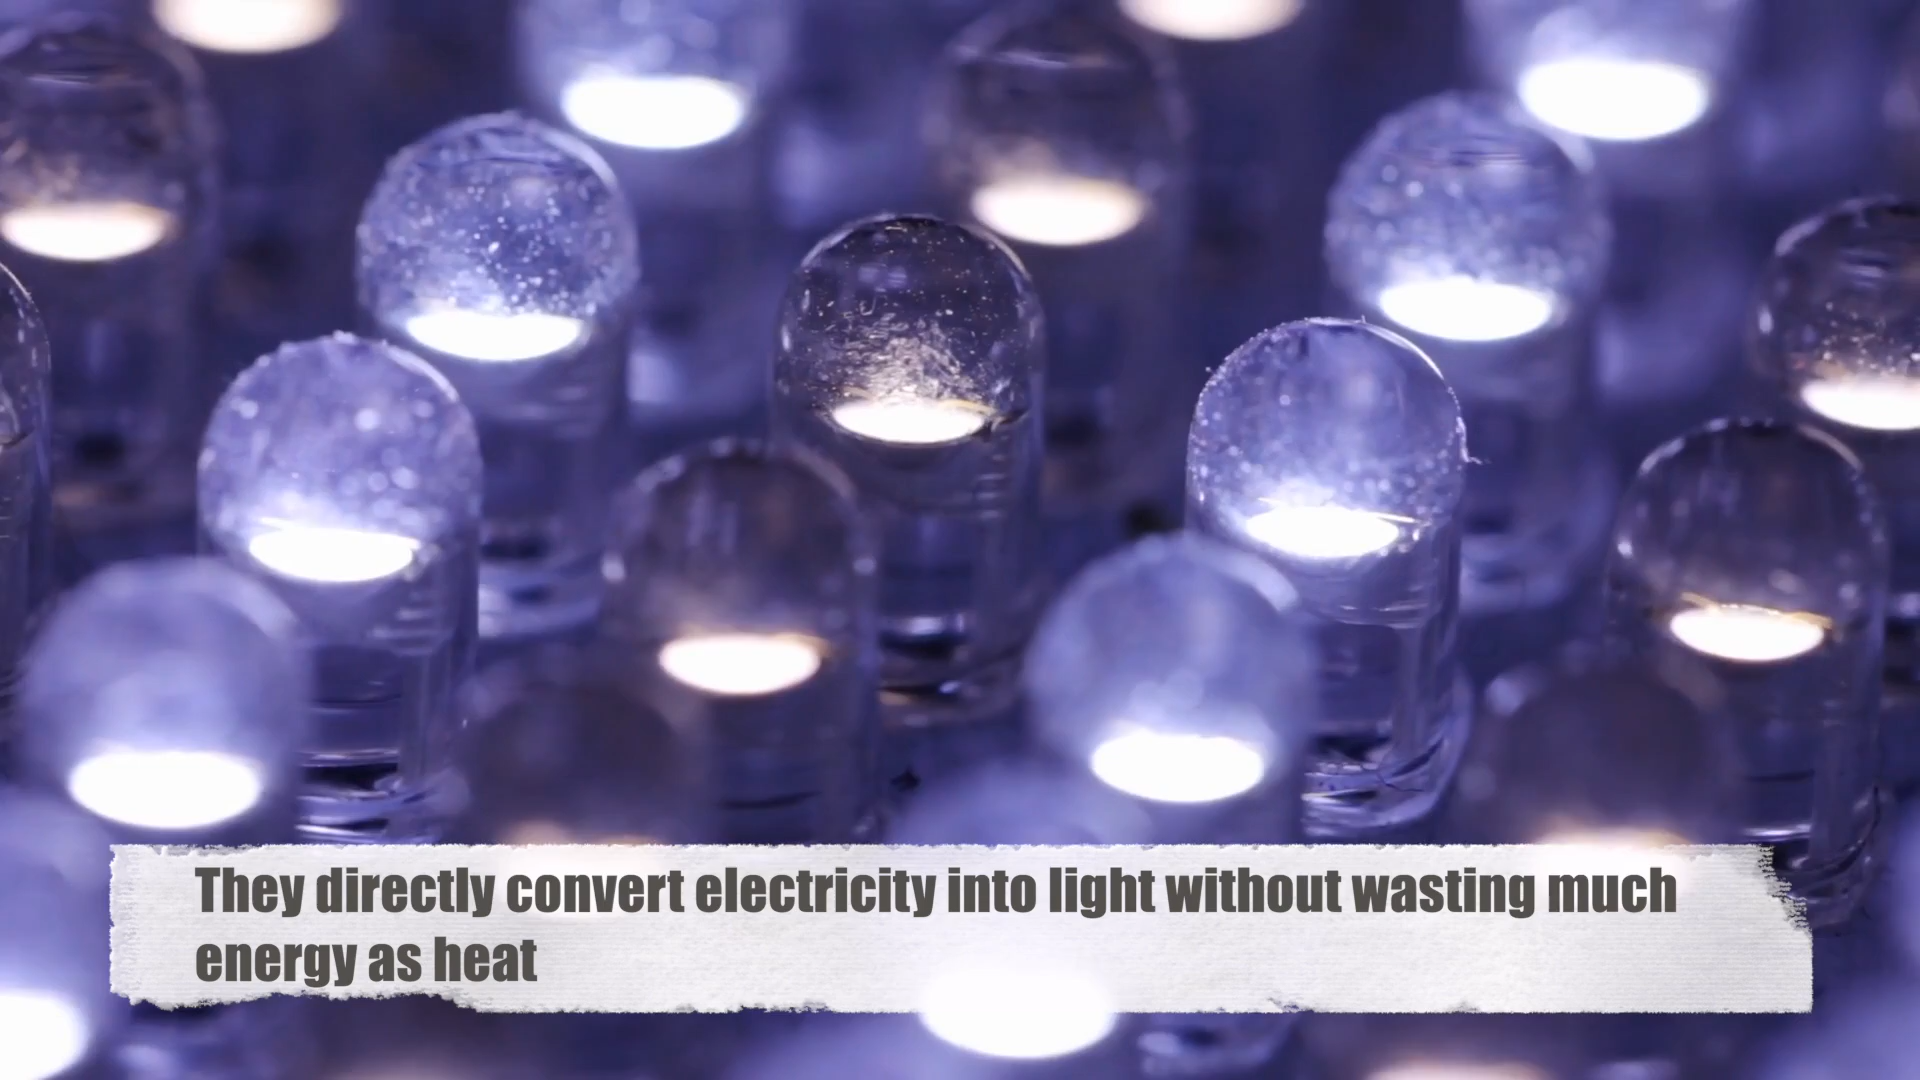 They directly convert electricity into light without wasting much
energy as heat